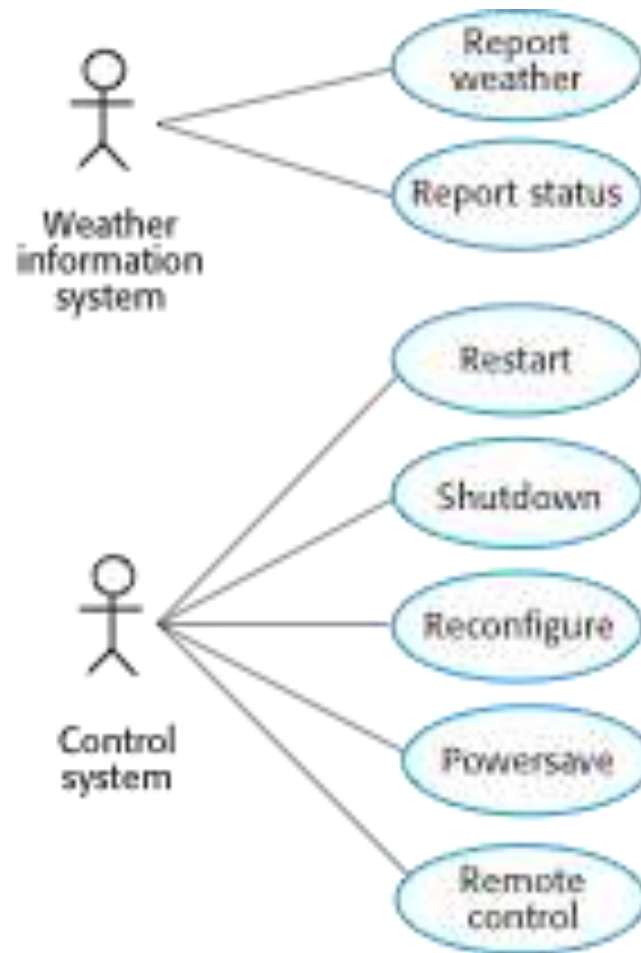 Report
weather
Report status
Weather
information
system
Restart
Shutdown
Reconfigure
Control
system
Powersave
Remote
control